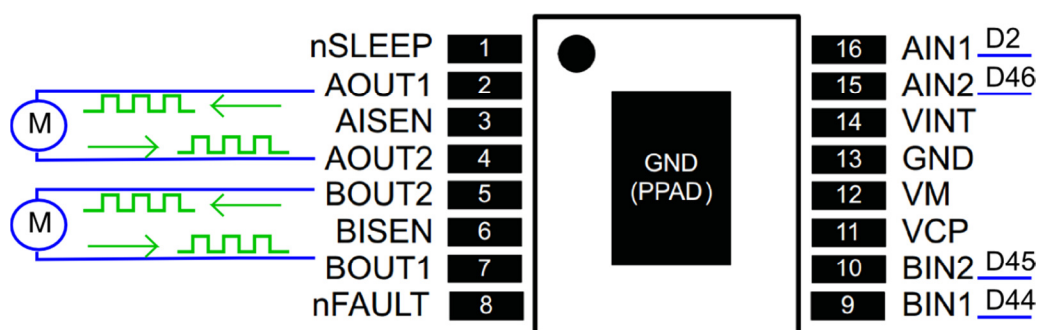 nSLEEP 1 16 AIN1 D2
AOUT1 2 15 AIN2 D46
M
AISEN 3 14 VINT
AOUT2 4 GND 13 GND
BOUT2 5 (PPAD) 12 VM
M
BISEN 6 11 VCP
BOUT1 7 10 BIN2 D45
nFAULT 8 9 BIN1 D44